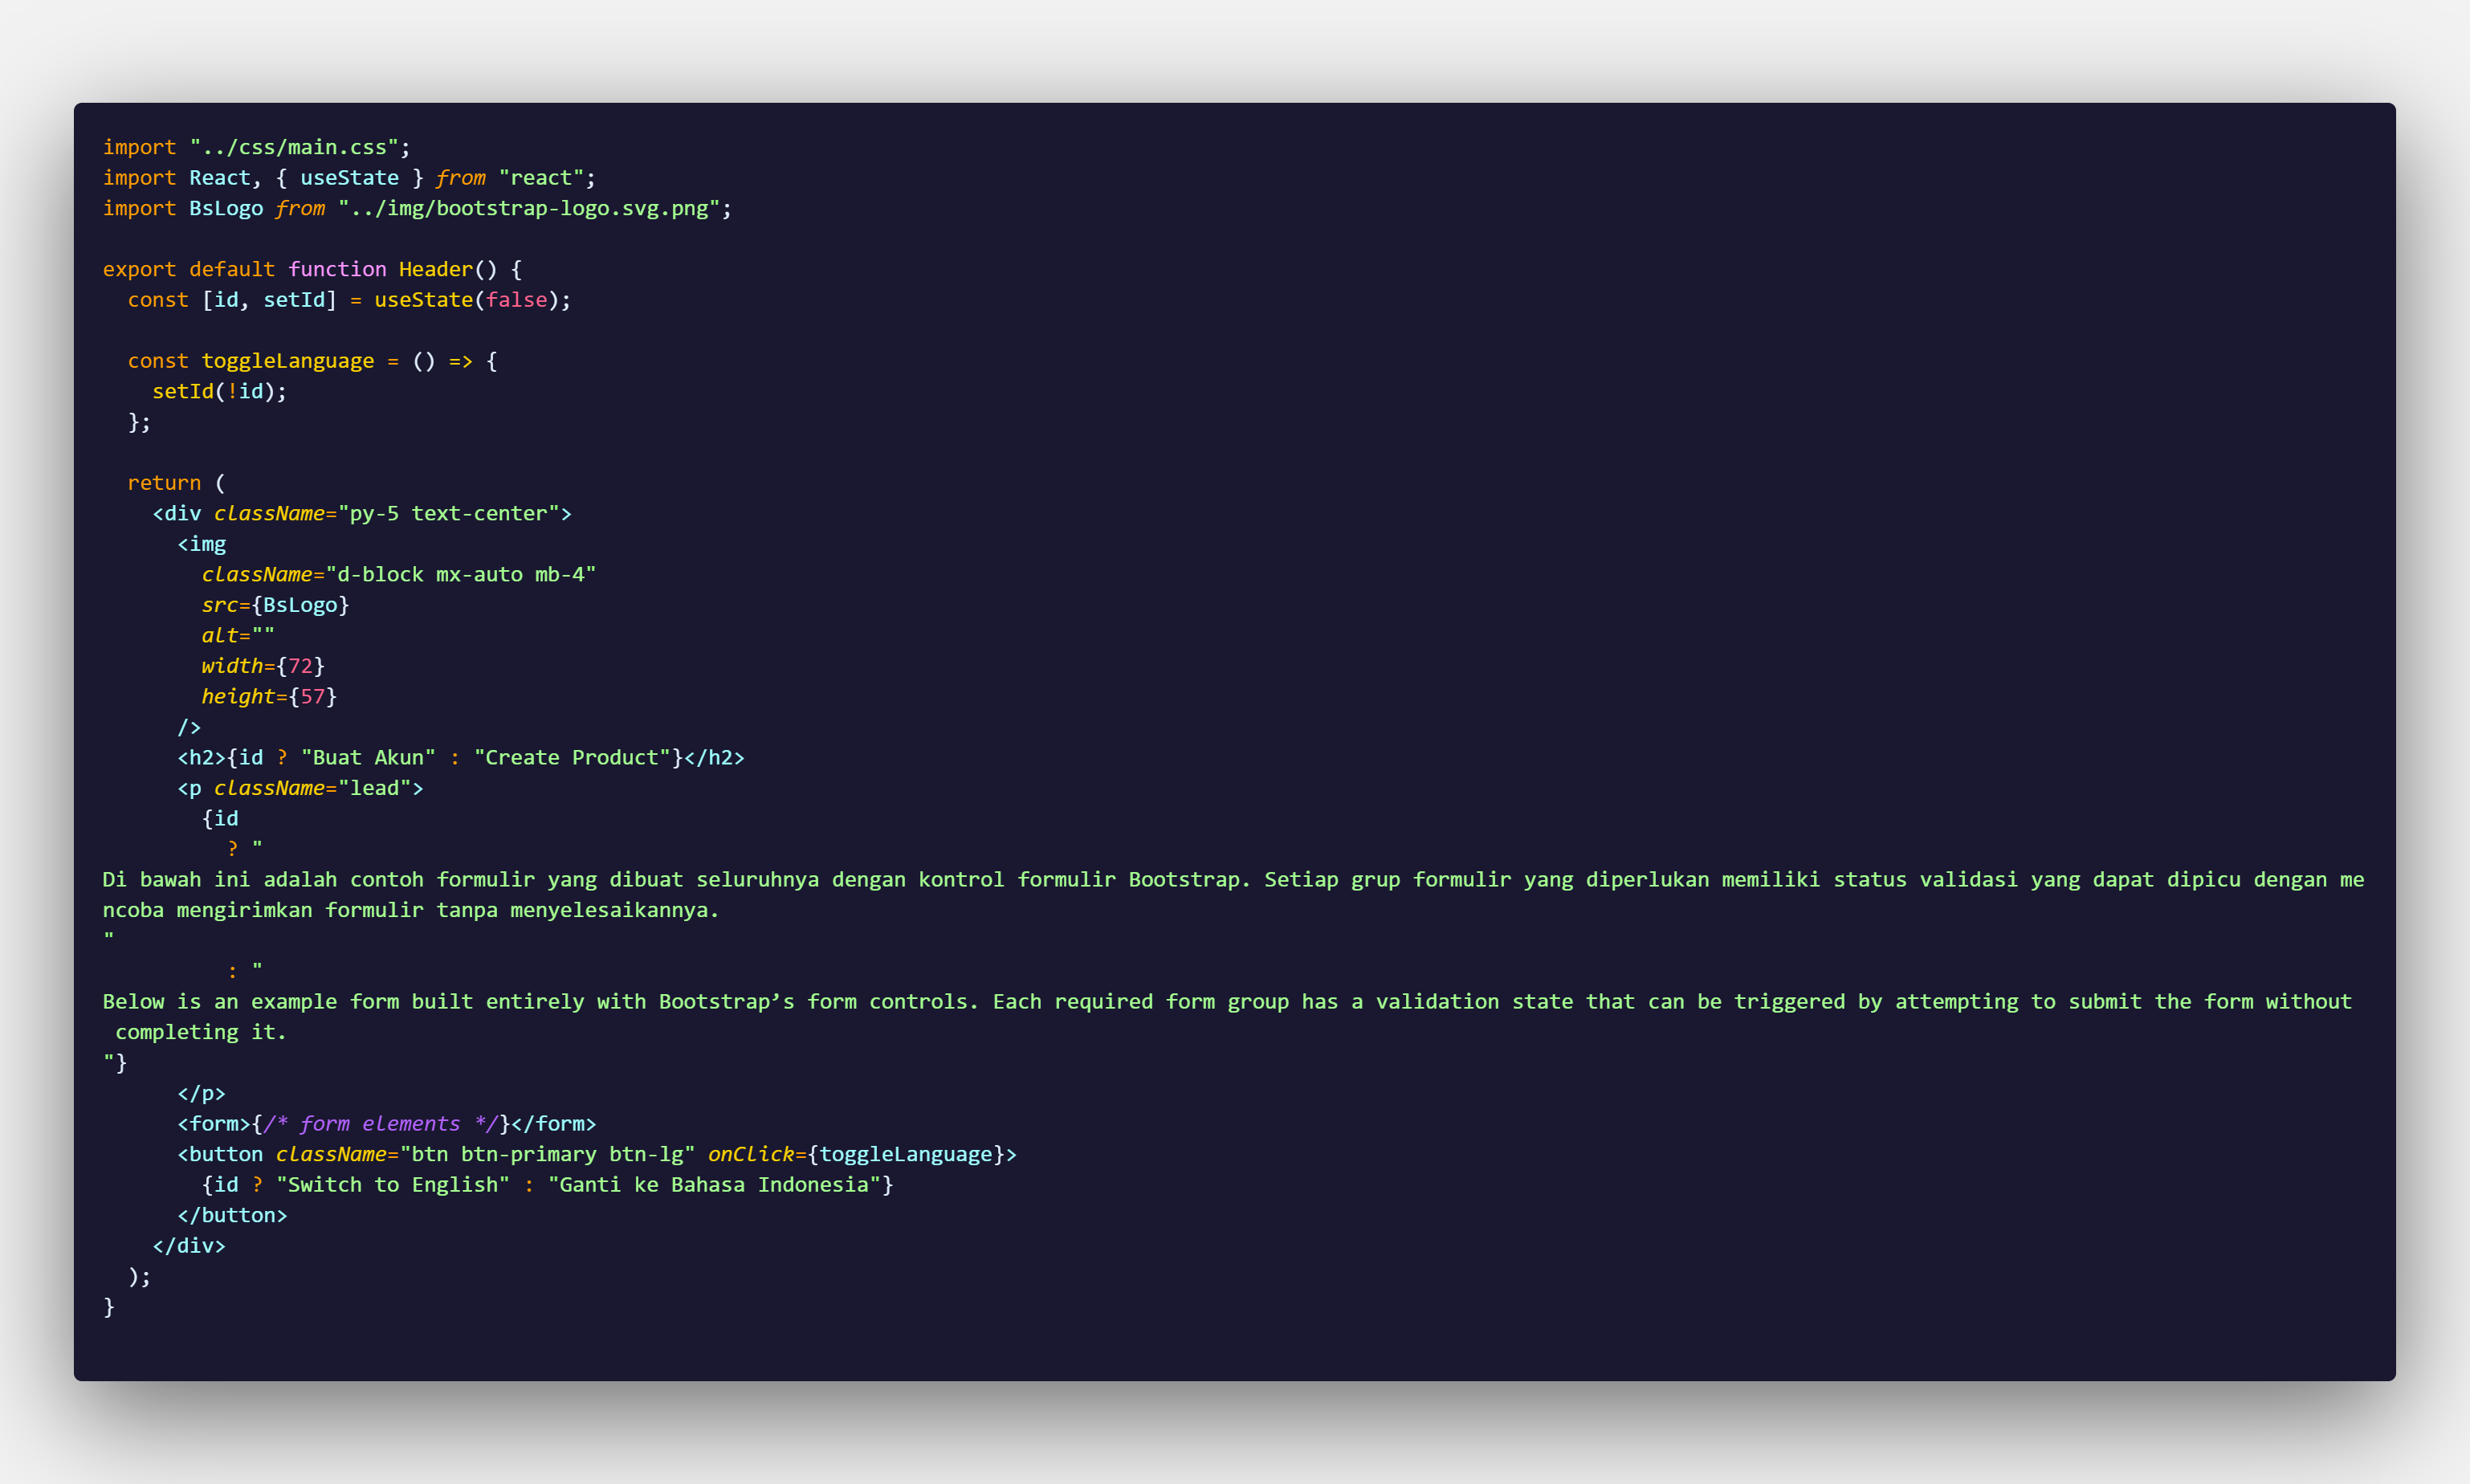 import "../css/main.css";
import React, { useState } from "react";
import BsLogo from "../img/bootstrap-logo.svg.png";

export default function Header() {
  const [id, setId] = useState(false);

  const toggleLanguage = () => {
    setId(!id);
  };

  return (
    <div className="py-5 text-center">
      <img
        className="d-block mx-auto mb-4"
        src={BsLogo}
        alt=""
        width={72}
        height={57}
      />
      <h2>{id ? "Buat Akun" : "Create Product"}</h2>
      <p className="lead">
        {id
          ? "
Di bawah ini adalah contoh formulir yang dibuat seluruhnya dengan kontrol formulir Bootstrap. Setiap grup formulir yang diperlukan memiliki status validasi yang dapat dipicu dengan me
ncoba mengirimkan formulir tanpa menyelesaikannya.
"
          : "
Below is an example form built entirely with Bootstrap’s form controls. Each required form group has a validation state that can be triggered by attempting to submit the form without
 completing it.
"}
      </p>
      <form>{/* form elements */}</form>
      <button className="btn btn-primary btn-lg" onClick={toggleLanguage}>
        {id ? "Switch to English" : "Ganti ke Bahasa Indonesia"}
      </button>
    </div>
  );
}